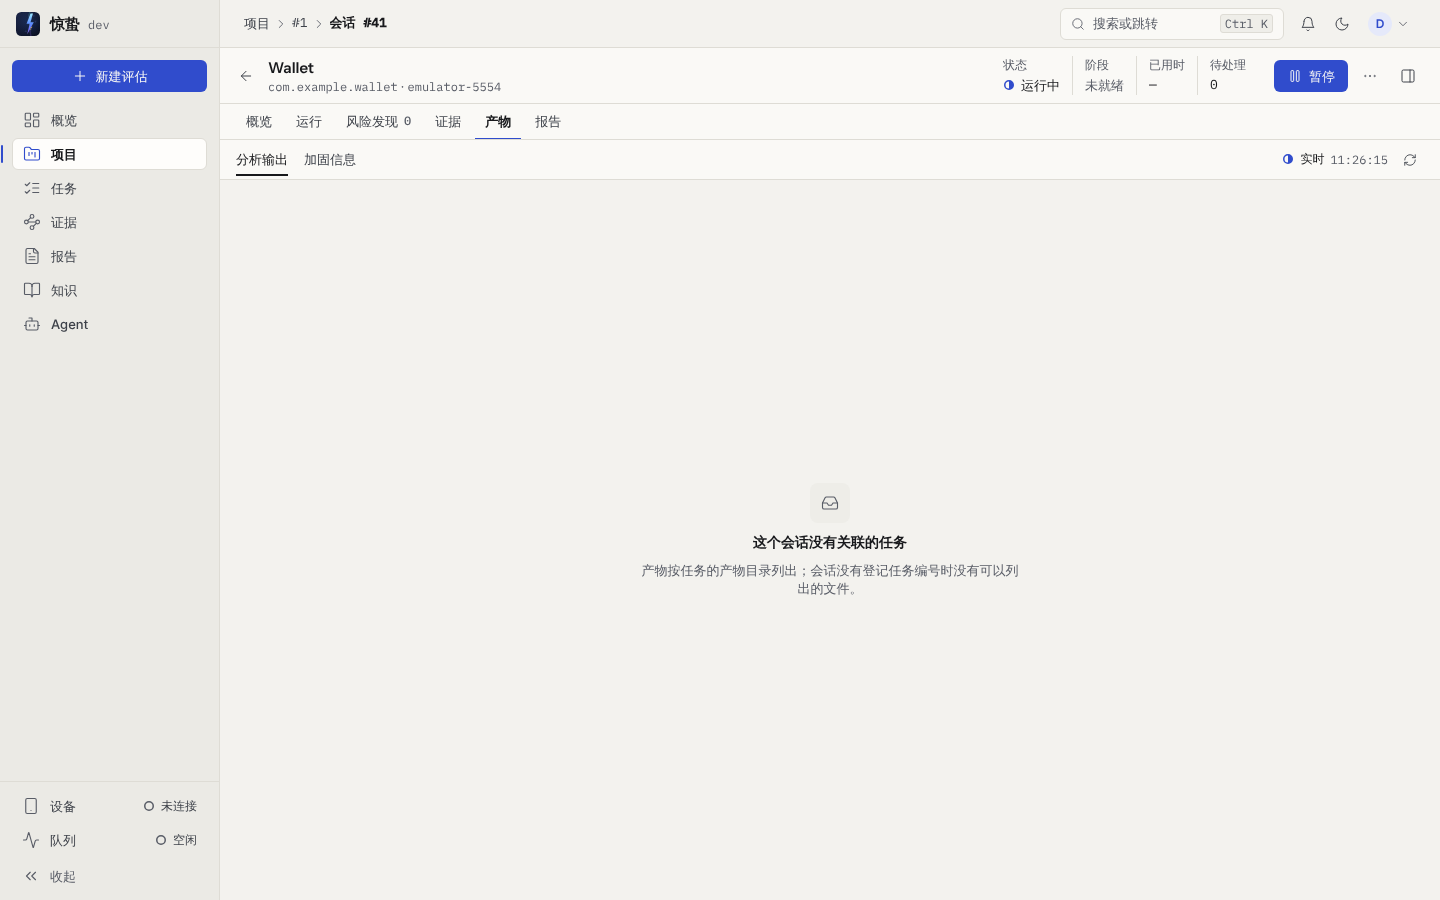 惊蛰 dev
项目 #1 会话 #41
搜索或跳转 Ctrl K
D
新建评估
概览
项目
任务
证据
报告
知识
Agent
Wallet
com.example.wallet · emulator-5554
状态
运行中
阶段
未就绪
已用时
—
待处理
0
暂停
概览 运行 风险发现 0 证据 产物 报告
分析输出 加固信息
实时 11:26:15
这个会话没有关联的任务
产物按任务的产物目录列出；会话没有登记任务编号时没有可以列
出的文件。
设备 未连接
队列 空闲
收起